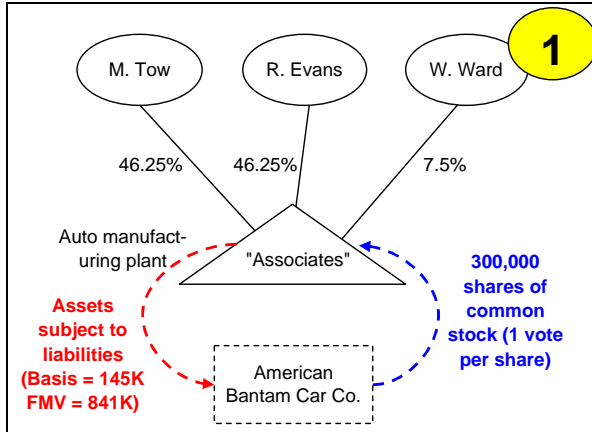 1
M. Tow
R. Evans
W. Ward
46.25%
46.25%
7.5%
Auto manufact-
uring plant
"Associates"
300,000
shares of
common
stock (1 vote
per share)
Assets
subject to
liabilities
(Basis = 145K
FMV = 841K)
American
Bantam Car Co.